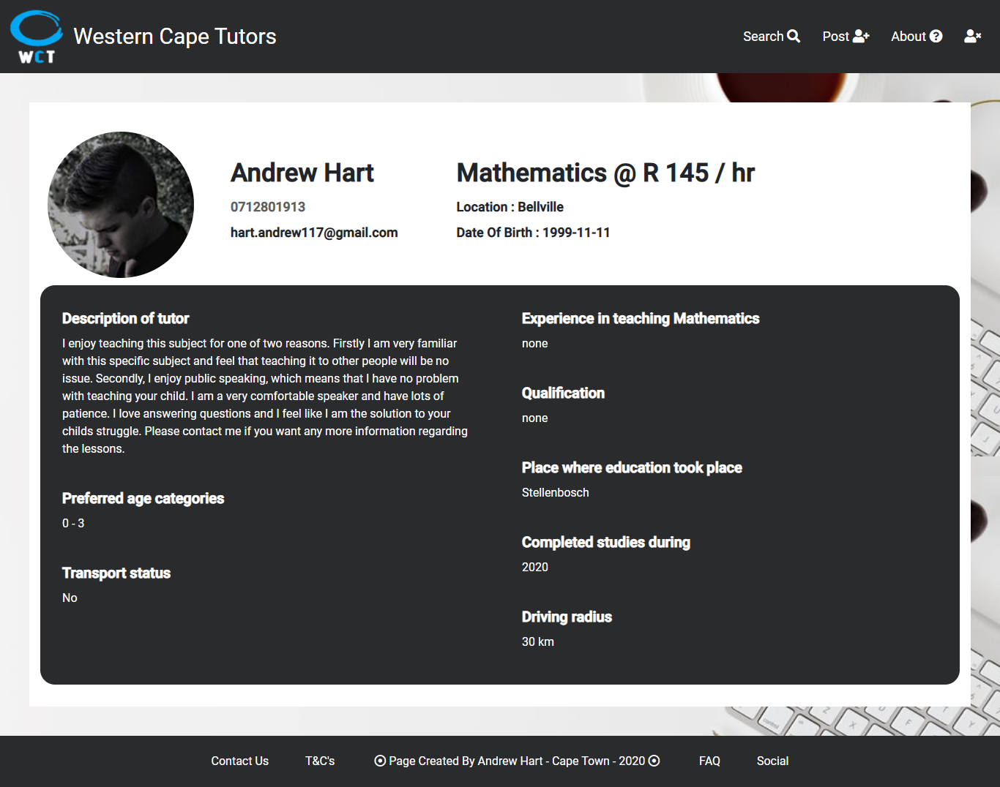 WCT
Western Cape Tutors
Search
Post
About
Andrew Hart
0712801913
hart.andrew117@gmail.com
Mathematics @ R 145 / hr
Location : Bellville
Date Of Birth : 1999-11-11
Description of tutor
I enjoy teaching this subject for one of two reasons. Firstly I am very familiar
with this specific subject and feel that teaching it to other people will be no
issue. Secondly, I enjoy public speaking, which means that I have no problem
with teaching your child. I am a very comfortable speaker and have lots of
patience. I love answering questions and I feel like I am the solution to your
childs struggle. Please contact me if you want any more information regarding
the lessons.
Preferred age categories
0 - 3
Transport status
No
Experience in teaching Mathematics
none
Qualification
none
Place where education took place
Stellenbosch
Completed studies during
2020
Driving radius
30 km
control
Z
X
F
T
Y
U
J
Contact Us
T&C's
Page Created By Andrew Hart - Cape Town - 2020
FAQ
Social